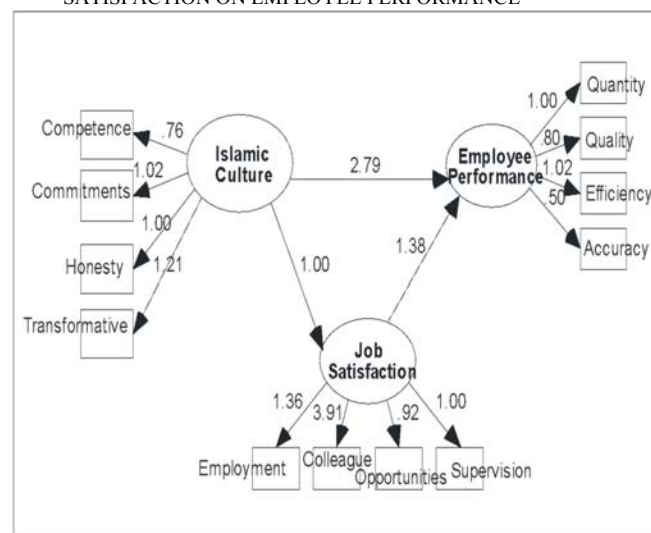 SATISFACTION ON EMPLOYEE PERFORMANCE
Quantity
1.00
Competence
.76
Islamic
Culture
.80
Quality
Employee
Performance
2.79
1.02
Commitments
1.02
Efficiency
.50
1.00
Honesty
1.21
1.38
Accuracy
1.00
Transformative
Job
Satisfaction
1.36
3.91
.92
1.00
Employment
Colleague
Opportunities
Supervision